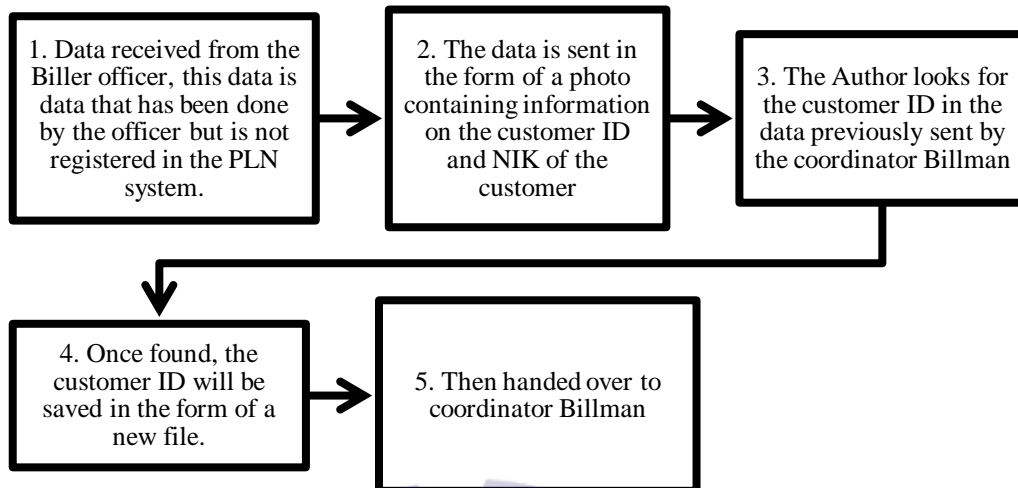 1. Data received from the
Biller officer, this data is
data that has been done
by the officer but is not
registered in the PLN
system.
2. The data is sent in
the form of a photo
containing information
on the customer ID
and NIK of the
customer
3. The Author looks for
the customer ID in the
data previously sent by
the coordinator Billman
4. Once found, the
customer ID will be
saved in the form of a
new file.
5. Then handed over to
coordinator Billman